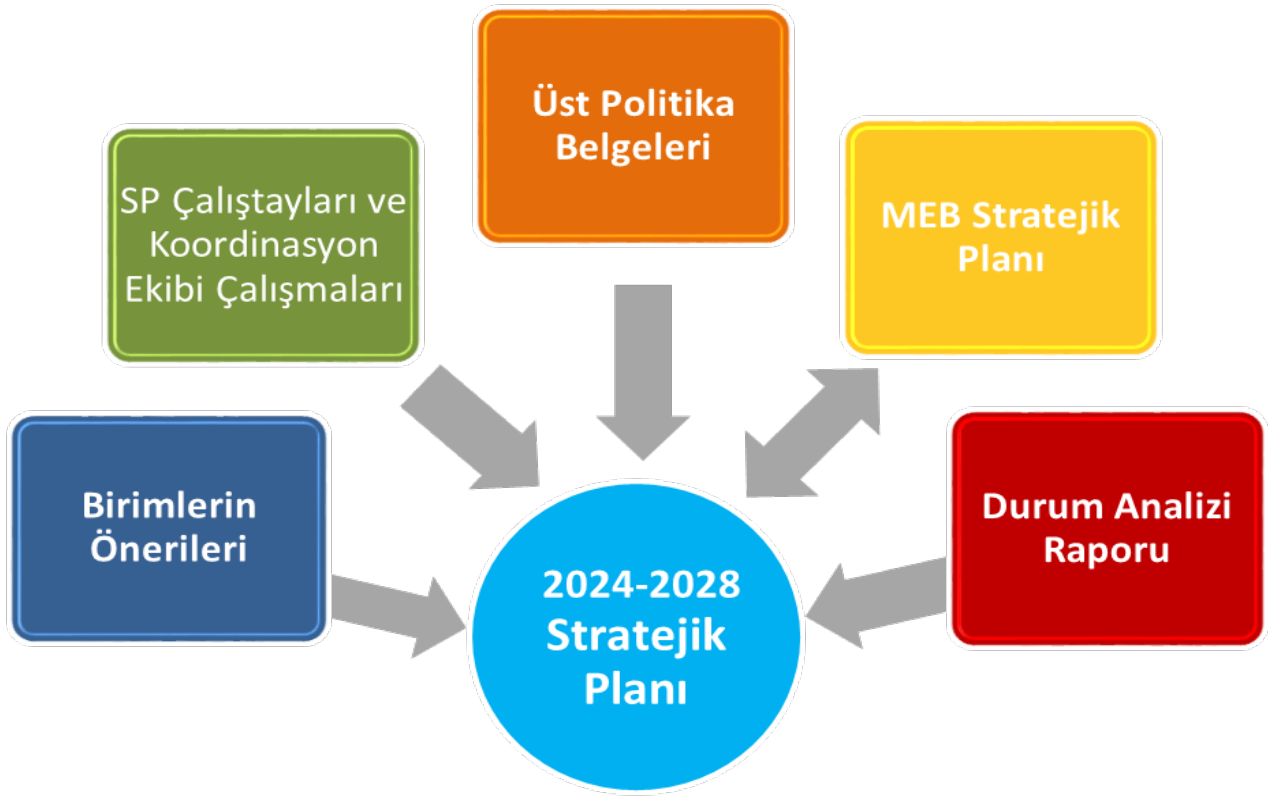 Üst Politika
Belgeleri
SP Çalıştayları ve
Koordinasyon
Ekibi Çalışmaları
MEB Stratejik
Planı
Birimlerin
Önerileri
Durum Analizi
Raporu
2024-2028
Stratejik
Planı